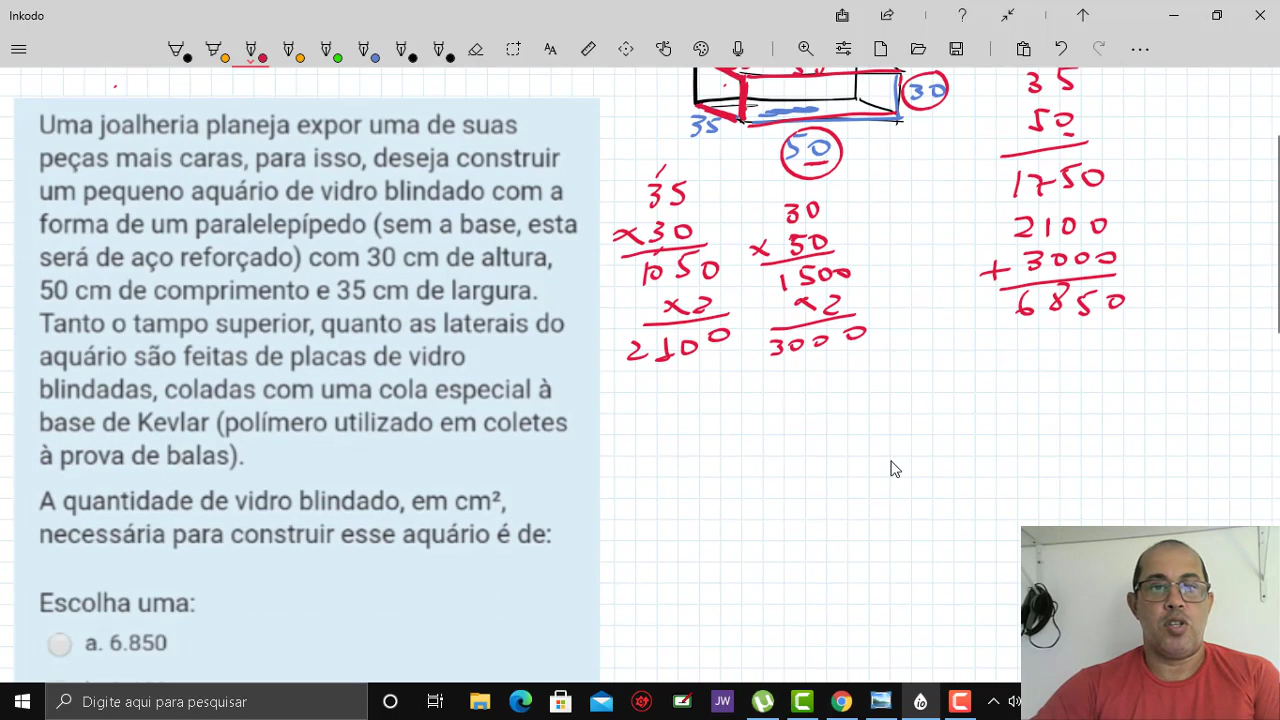 Inkodo
Uma joalheria planeja expor uma de suas
peças mais caras, para isso, deseja construir
um pequeno aquário de vidro blindado com a
forma de um paralelepípedo (sem a base, esta
será de aço reforçado) com 30 cm de altura,
50 cm de comprimento e 35 cm de largura.
Tanto o tampo superior, quanto as laterais do
aquário são feitas de placas de vidro
blindadas, coladas com uma cola especial à
base de Kevlar (polímero utilizado em coletes
à prova de balas).
A quantidade de vidro blindado, em cm²,
necessária para construir esse aquário é de:
Escolha uma:
a. 6.850
30
35
50
35
x 30
1050
x2
2100
30
x 50
1500
x2
3000
35
50
1750
2100
+ 3000
6850
Digite aqui para pesquisar
JW